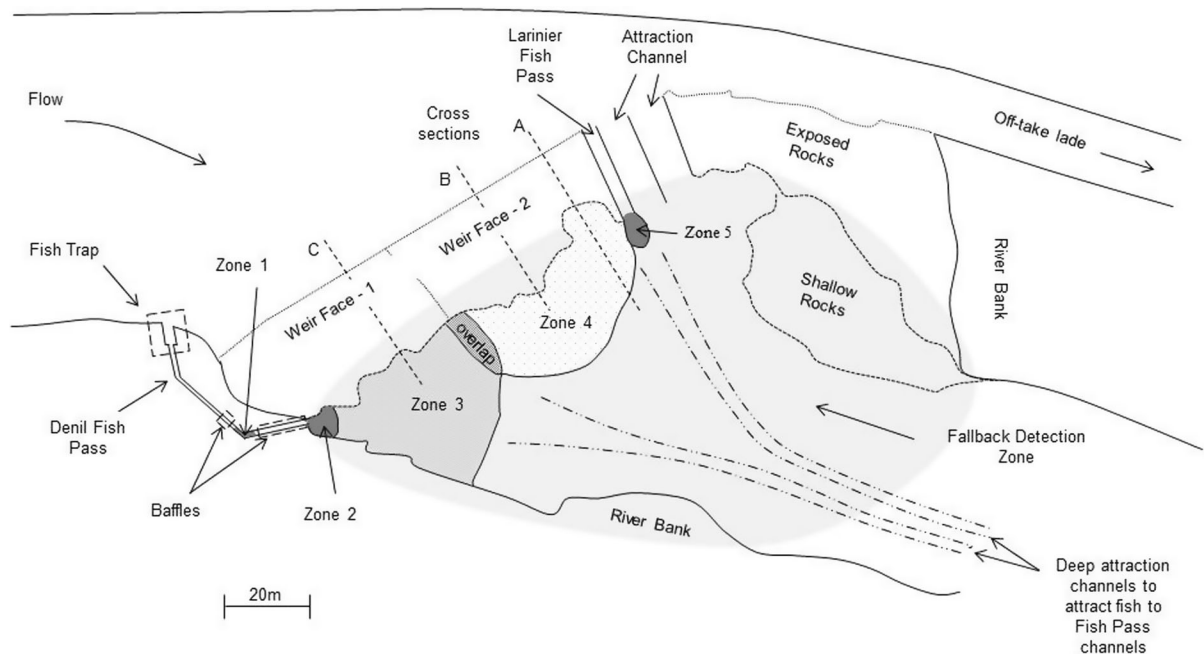 Larinier
Fish
Pass
Attraction
Channel
Flow
Cross
sections
A
Exposed
Rocks
Off-take lade
B
Weir Face - 2
Fish Trap
Zone 1
C
Zone 5
River Bank
Weir Face - 1
Shallow
Rocks
Zone 4
overlap
Zone 3
Denil Fish
Pass
Fallback Detection
Zone
Baffles
Zone 2
River Bank
20m
Deep attraction
channels to
attract fish to
Fish Pass
channels